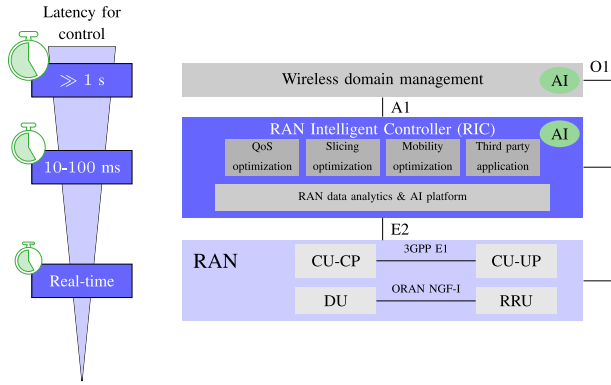 Latency for
control
≫ 1 s
10-100 ms
Real-time
Wireless domain management
AI
O1
A1
RAN Intelligent Controller (RIC)
AI
QoS
optimization
Slicing
optimization
Mobility
optimization
Third party
application
RAN data analytics & AI platform
E2
RAN
CU-CP
3GPP E1
CU-UP
DU
ORAN NGF-I
RRU